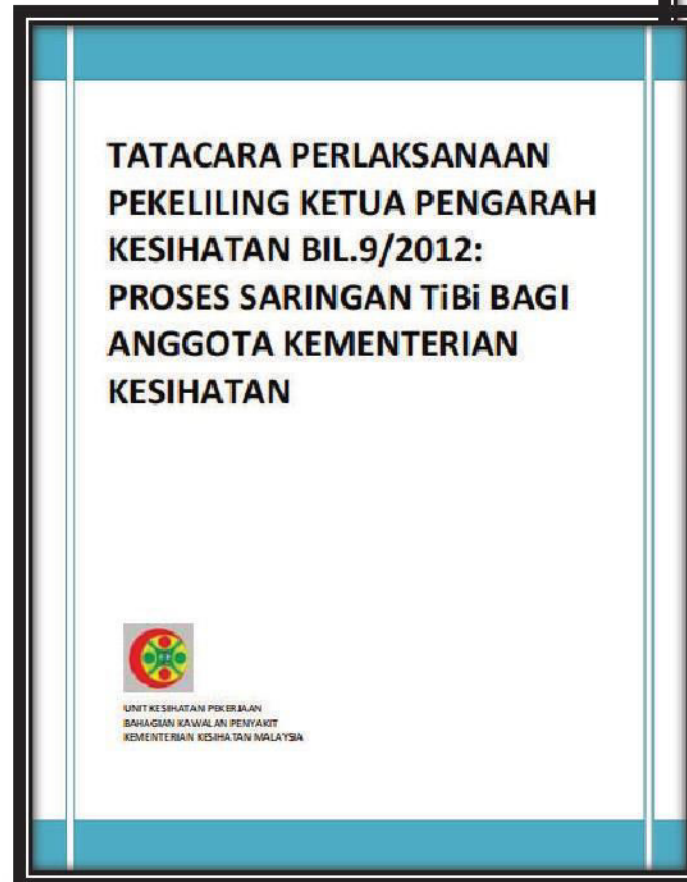 TATACARA PERLAKSANAAN
PEKELILING KETUA PENGARAH
KESIHATAN BIL.9/2012:
PROSES SARINGAN TiBi BAGI
ANGGOTA KEMENTERIAN
KESIHATAN
UNIT KESIHATAN PEKERJAAN
BAHAGIAN KAWALAN PENYAKIT
KEMENTERIAN KESIHATAN MALAYSIA